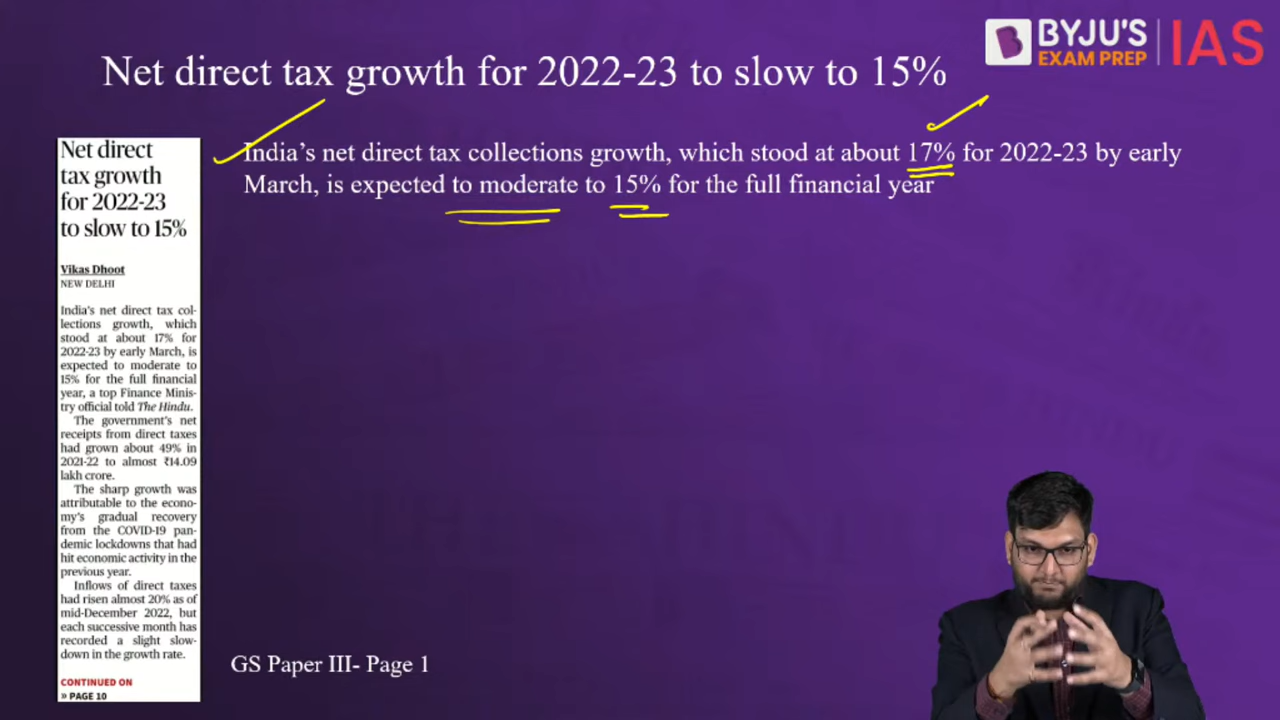 Net direct tax growth for 2022-23 to slow to 15%
BYJU'S
EXAM PREP
IAS
India’s net direct tax collections growth, which stood at about 17% for 2022-23 by early
March, is expected to moderate to 15% for the full financial year
Net direct
tax growth
for 2022-23
to slow to 15%
Vikas Dhoot
NEW DELHI
India's net direct tax col-
lections growth, which
stood at about 17% for
2022-23 by early March, is
expected to moderate to
15% for the full financial
year, a top Finance Minis-
try official told The Hindu.
The government's net
receipts from direct taxes
had grown about 49% in
2021-22 to almost ₹14.09
lakh crore.
The sharp growth was
attributable to the econo-
my's gradual recovery
from the COVID-19 pan-
demic lockdowns that had
hit economic activity in the
previous year.
Inflows of direct taxes
had risen almost 20% as of
mid-December 2022, but
each successive month has
recorded a slight slow-
down in the growth rate.
CONTINUED ON
» PAGE 10
GS Paper III- Page 1